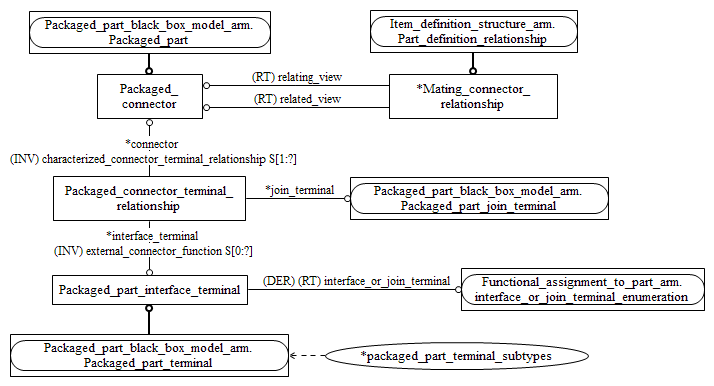 Packaged_part_black_box_model_arm.
Packaged_part
Item_definition_structure_arm.
Part_definition_relationship
Packaged_
connector
(RT) relating_view
(RT) related_view
*Mating_connector_
relationship
*connector
(INV) characterized_connector_terminal_relationship S[1:?]
Packaged_connector_terminal_
relationship
*join_terminal
Packaged_part_black_box_model_arm.
Packaged_part_join_terminal
*interface_terminal
(INV) external_connector_function S[0:?]
Packaged_part_interface_terminal
(DER) (RT) interface_or_join_terminal
Functional_assignment_to_part_arm.
interface_or_join_terminal_enumeration
Packaged_part_black_box_model_arm.
Packaged_part_terminal
*packaged_part_terminal_subtypes